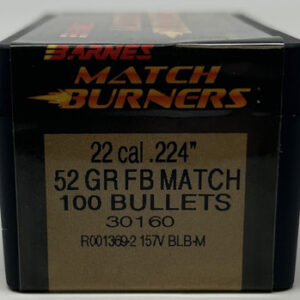 BARNES
MATCH
BURNERS
22 cal .224"
52 GR FB MATCH
100 BULLETS
30160
R001369-2 157V BLB-M